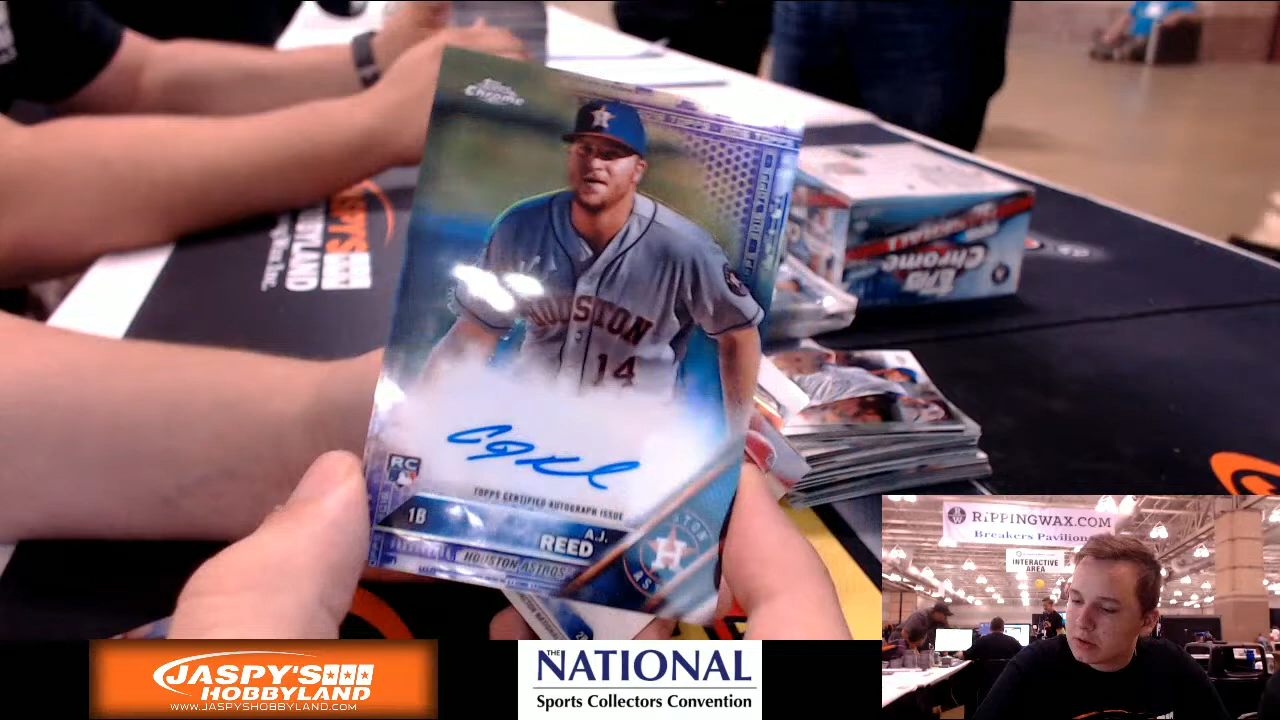 Topps
Chrome
HOUSTON
14
RC
TOPPS CERTIFIED AUTOGRAPH ISSUE
1B
A.J.
REED
HOUSTON ASTROS
H
Chrome
BASEBALL
JASPY'S
HOBBYLAND
RiPPiNGWAX.COM
Breakers Pavilion
INTERACTIVE
AREA
JASPY'S
HOBBYLAND
WWW.JASPYSHOBBYLAND.COM
THE
NATIONAL
Sports Collectors Convention